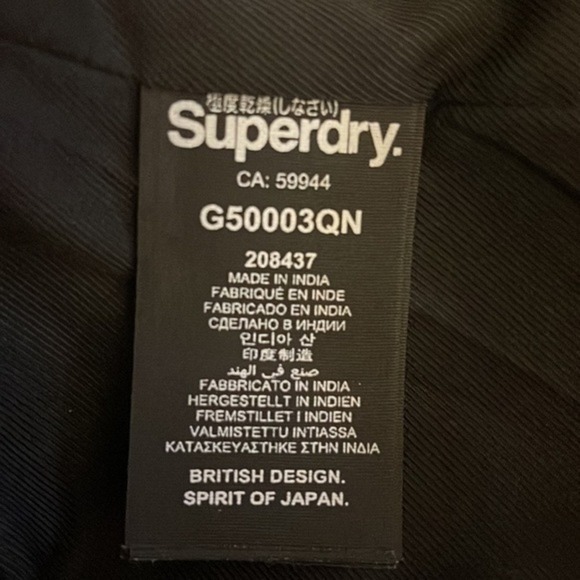 極度乾燥(しなさい)
Superdry.
CA: 59944
G50003QN
208437
MADE IN INDIA
FABRIQUÉ EN INDE
FABRICADO EN INDIA
СДЕЛАНО В ИНДИИ
인디아 산
印度制造
صنع في الهند
FABBRICATO IN INDIA
HERGESTELLT IN INDIEN
FREMSTILLET I INDIEN
VALMISTETTU INTIASSA
ΚΑΤΑΣΚΕΥΑΣΤΗΚΕ ΣΤΗΝ ΙΝΔΙΑ
BRITISH DESIGN.
SPIRIT OF JAPAN.